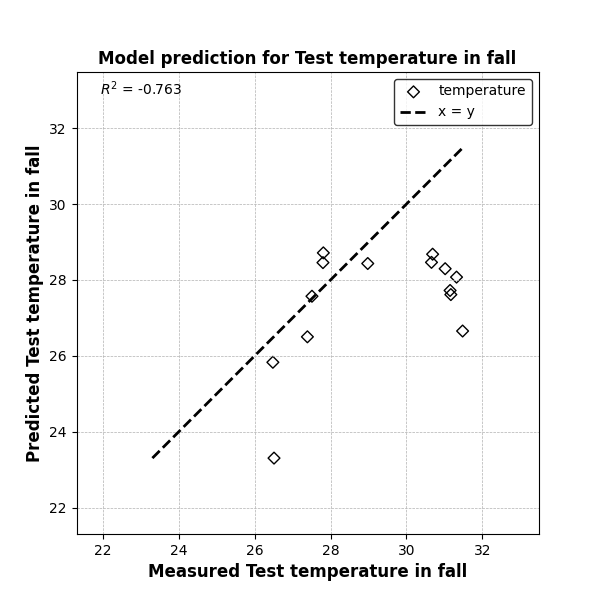 Model prediction for Test temperature in fall
R² = -0.763
temperature
x = y
32
30
28
26
24
22
Predicted Test temperature in fall
22 24 26 28 30 32
Measured Test temperature in fall